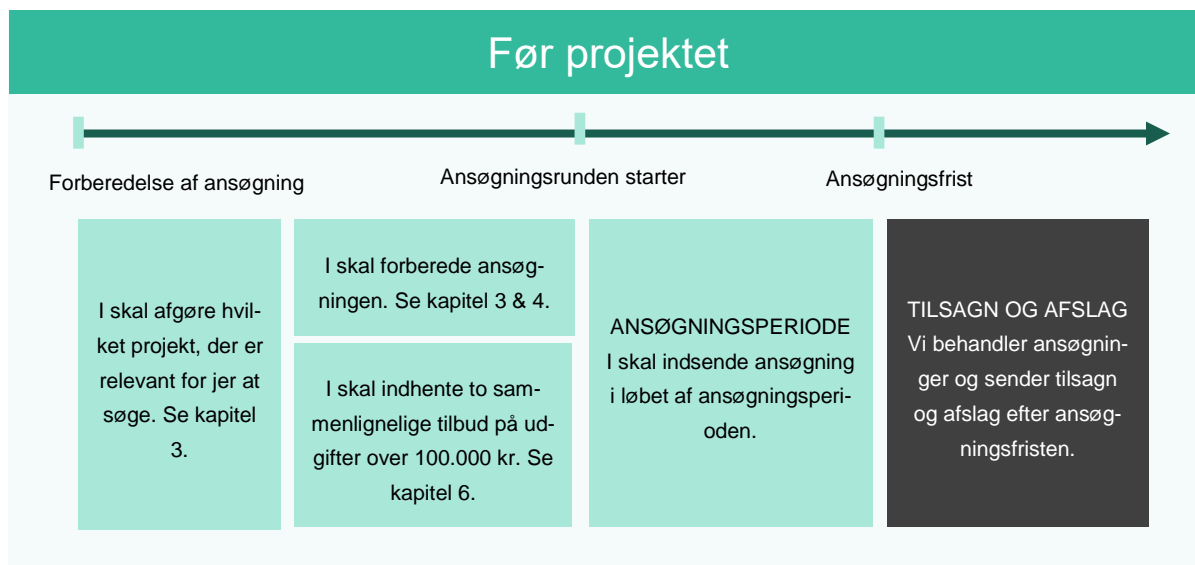 Før projektet
Forberedelse af ansøgning
Ansøgningsrunden starter
Ansøgningsfrist
I skal afgøre hvil-
ket projekt, der er
relevant for jer at
søge. Se kapitel
3.
I skal forberede ansøg-
ningen. Se kapitel 3 & 4.
I skal indhente to sam-
menlignelige tilbud på ud-
gifter over 100.000 kr. Se
kapitel 6.
ANSØGNINGSPERIODE
I skal indsende ansøgning
i løbet af ansøgningsperi-
oden.
TILSAGN OG AFSLAG
Vi behandler ansøgnin-
ger og sender tilsagn
og afslag efter ansøg-
ningsfristen.